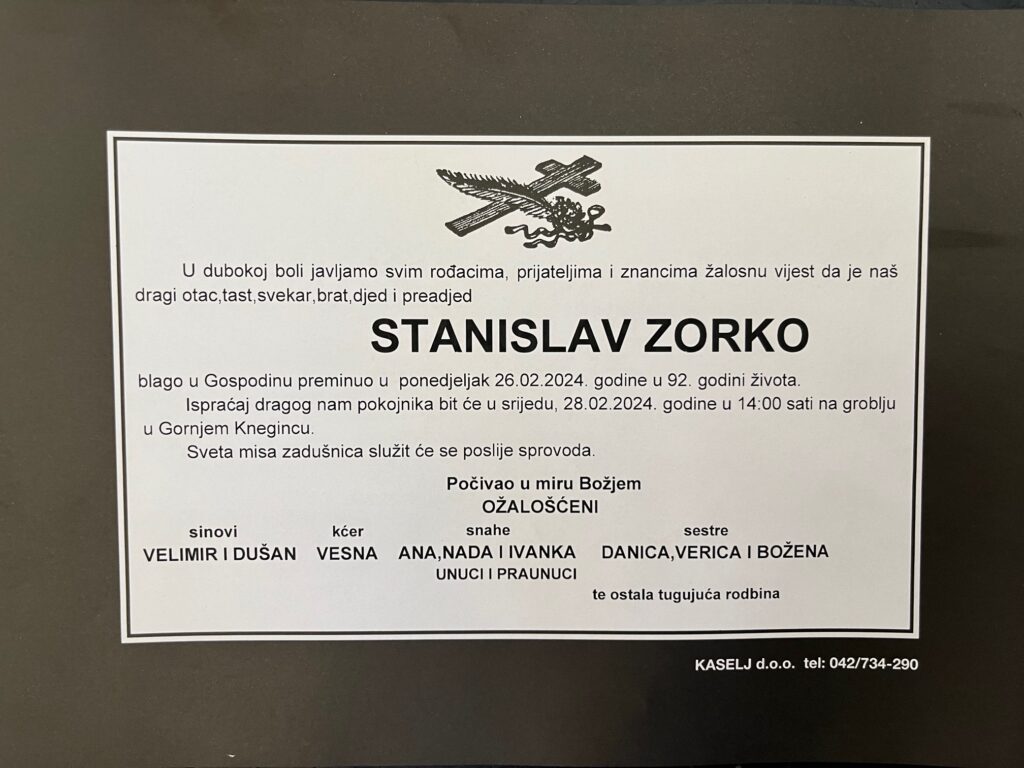 U dubokoj boli javljamo svim rođacima, prijateljima i znancima žalosnu vijest da je naš
dragi otac,tast,svekar,brat,djed i preadjed
STANISLAV ZORKO
blago u Gospodinu preminuo u ponedjeljak 26.02.2024. godine u 92. godini života.
Ispraćaj dragog nam pokojnika bit će u srijedu, 28.02.2024. godine u 14:00 sati na groblju
u Gornjem Knegincu.
Sveta misa zadušnica služit će se poslije sprovoda.
Počivao u miru Božjem
OŽALOŠĆENI
sinovi kćer snahe sestre
VELIMIR I DUŠAN VESNA ANA,NADA I IVANKA DANICA,VERICA I BOŽENA
UNUCI I PRAUNUCI
te ostala tugujuća rodbina
KASELJ d.o.o. tel: 042/734-290